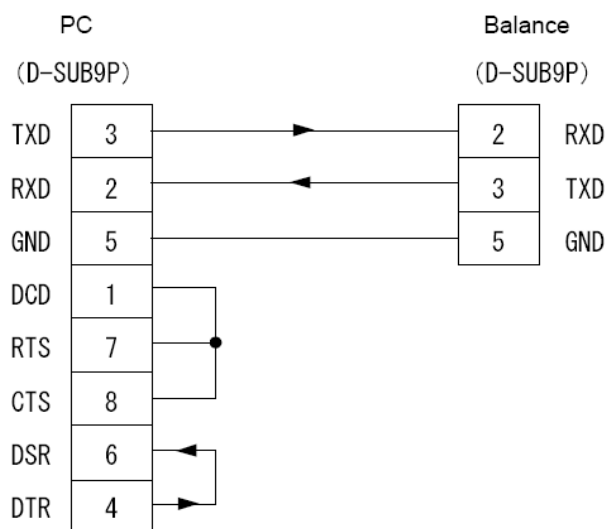 PC Balance
(D-SUB9P) (D-SUB9P)
TXD 3 2 RXD
RXD 2 3 TXD
GND 5 5 GND
DCD 1
RTS 7
CTS 8
DSR 6
DTR 4